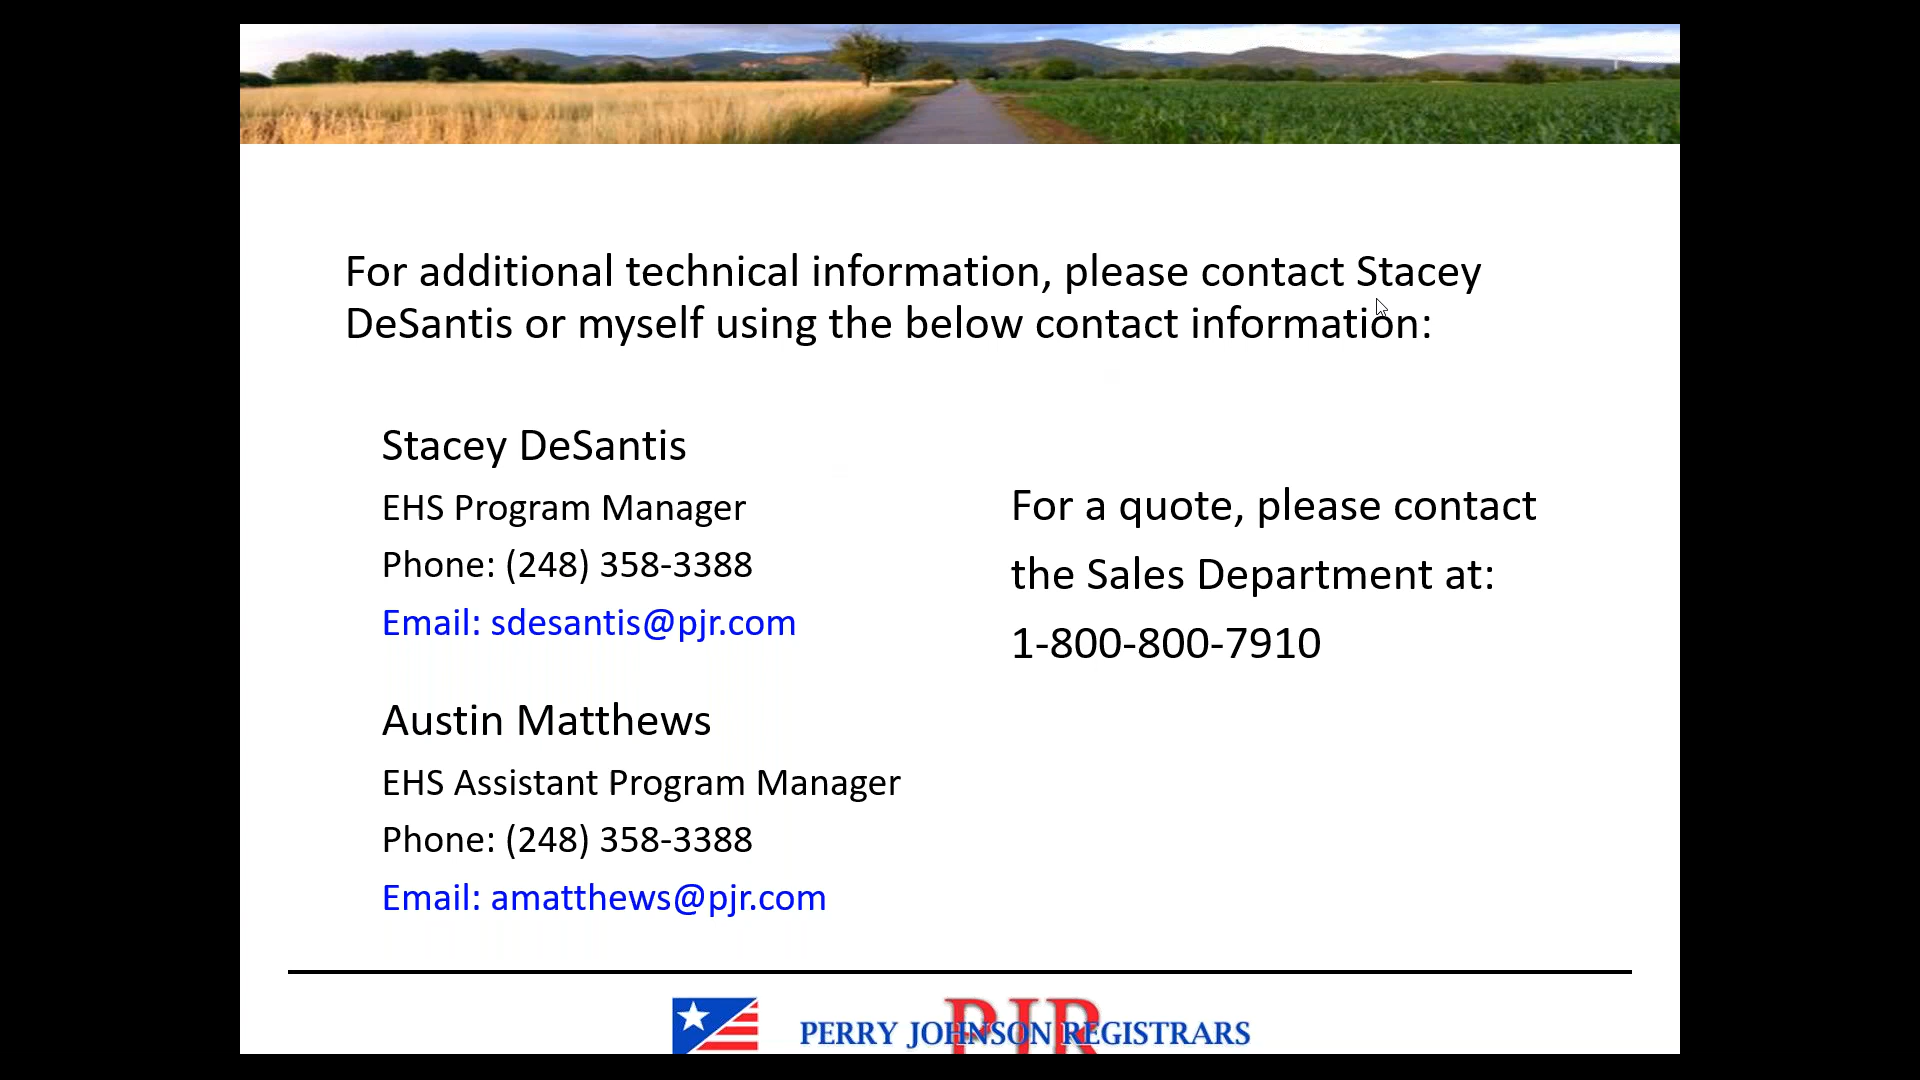 For additional technical information, please contact Stacey
DeSantis or myself using the below contact information:
Stacey DeSantis
EHS Program Manager
Phone: (248) 358-3388
Email: sdesantis@pjr.com
Austin Matthews
EHS Assistant Program Manager
Phone: (248) 358-3388
Email: amatthews@pjr.com
For a quote, please contact
the Sales Department at:
1-800-800-7910
PJR
PERRY JOHNSON REGISTRARS